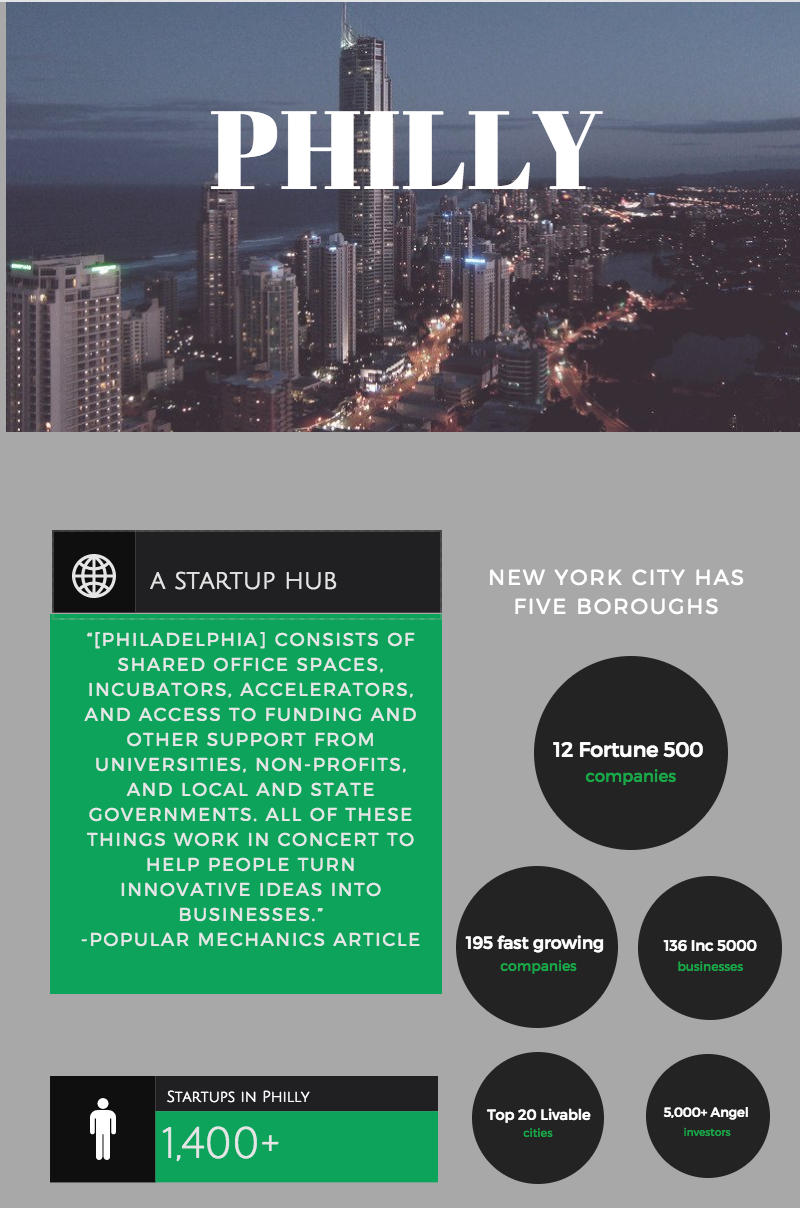 PHILLY
A STARTUP HUB
“[PHILADELPHIA] CONSISTS OF
SHARED OFFICE SPACES,
INCUBATORS, ACCELERATORS,
AND ACCESS TO FUNDING AND
OTHER SUPPORT FROM
UNIVERSITIES, NON-PROFITS,
AND LOCAL AND STATE
GOVERNMENTS. ALL OF THESE
THINGS WORK IN CONCERT TO
HELP PEOPLE TURN
INNOVATIVE IDEAS INTO
BUSINESSES.”
-POPULAR MECHANICS ARTICLE
Startups in Philly
1,400+
NEW YORK CITY HAS
FIVE BOROUGHS
12 Fortune 500
companies
195 fast growing
companies
136 Inc 5000
businesses
Top 20 Livable
cities
5,000+ Angel
investors